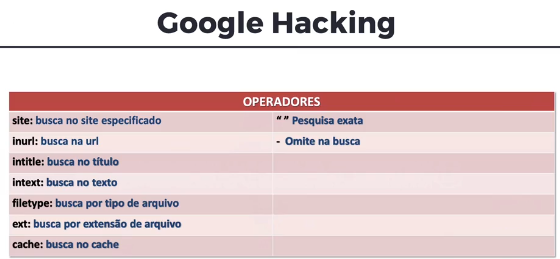 Google Hacking
OPERADORES
site: busca no site especificado
“ ” Pesquisa exata
inurl: busca na url
- Omite na busca
intitle: busca no título
intext: busca no texto
filetype: busca por tipo de arquivo
ext: busca por extensão de arquivo
cache: busca no cache